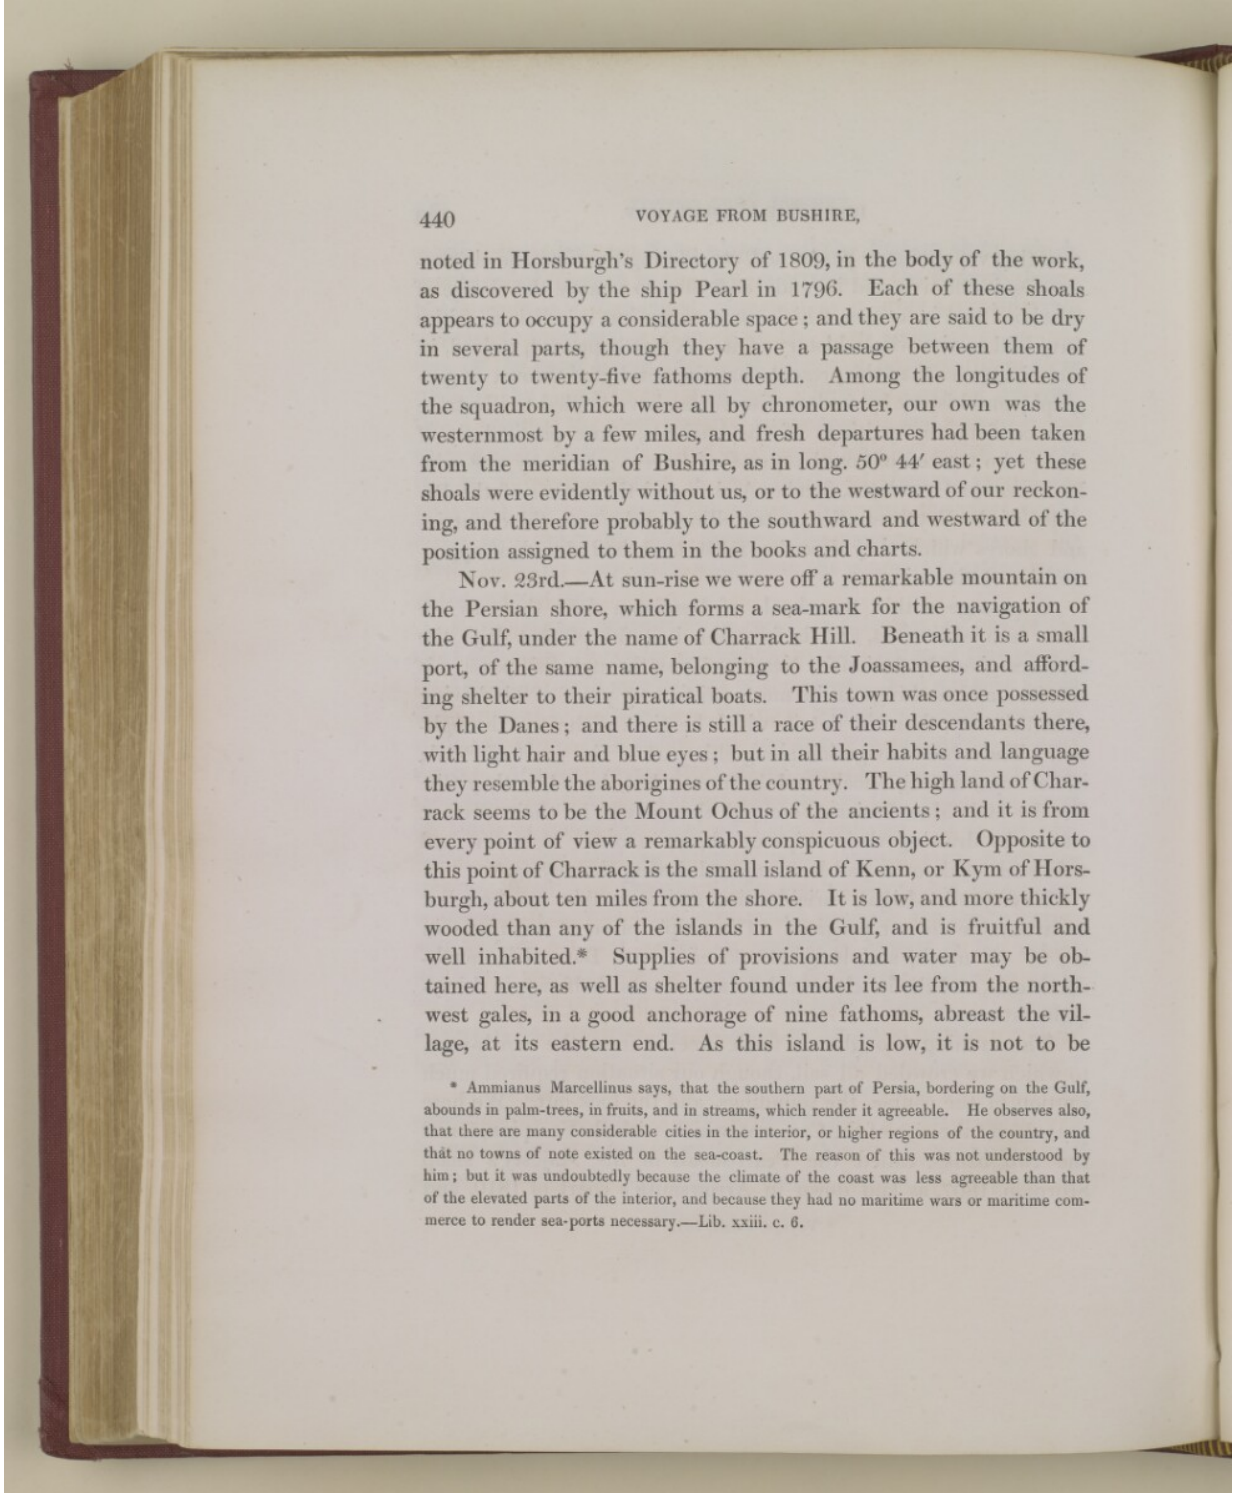 440 VOYAGE FROM BUSHIRE,
noted in Horsburgh's Directory of 1809, in the body of the work,
as discovered by the ship Pearl in 1796. Each of these shoals
appears to occupy a considerable space; and they are said to be dry
in several parts, though they have a passage between them of
twenty to twenty-five fathoms depth. Among the longitudes of
the squadron, which were all by chronometer, our own was the
westernmost by a few miles, and fresh departures had been taken
from the meridian of Bushire, as in long. 50° 44′ east; yet these
shoals were evidently without us, or to the westward of our reckon-
ing, and therefore probably to the southward and westward of the
position assigned to them in the books and charts.
Nov. 23rd.—At sun-rise we were off a remarkable mountain on
the Persian shore, which forms a sea-mark for the navigation of
the Gulf, under the name of Charrack Hill. Beneath it is a small
port, of the same name, belonging to the Joassamees, and afford-
ing shelter to their piratical boats. This town was once possessed
by the Danes; and there is still a race of their descendants there,
with light hair and blue eyes; but in all their habits and language
they resemble the aborigines of the country. The high land of Char-
rack seems to be the Mount Ochus of the ancients; and it is from
every point of view a remarkably conspicuous object. Opposite to
this point of Charrack is the small island of Kenn, or Kym of Hors-
burgh, about ten miles from the shore. It is low, and more thickly
wooded than any of the islands in the Gulf, and is fruitful and
well inhabited.* Supplies of provisions and water may be ob-
tained here, as well as shelter found under its lee from the north-
west gales, in a good anchorage of nine fathoms, abreast the vil-
lage, at its eastern end. As this island is low, it is not to be
* Ammianus Marcellinus says, that the southern part of Persia, bordering on the Gulf,
abounds in palm-trees, in fruits, and in streams, which render it agreeable. He observes also,
that there are many considerable cities in the interior, or higher regions of the country, and
that no towns of note existed on the sea-coast. The reason of this was not understood by
him; but it was undoubtedly because the climate of the coast was less agreeable than that
of the elevated parts of the interior, and because they had no maritime wars or maritime com-
merce to render sea-ports necessary.—Lib. xxiii. c. 6.